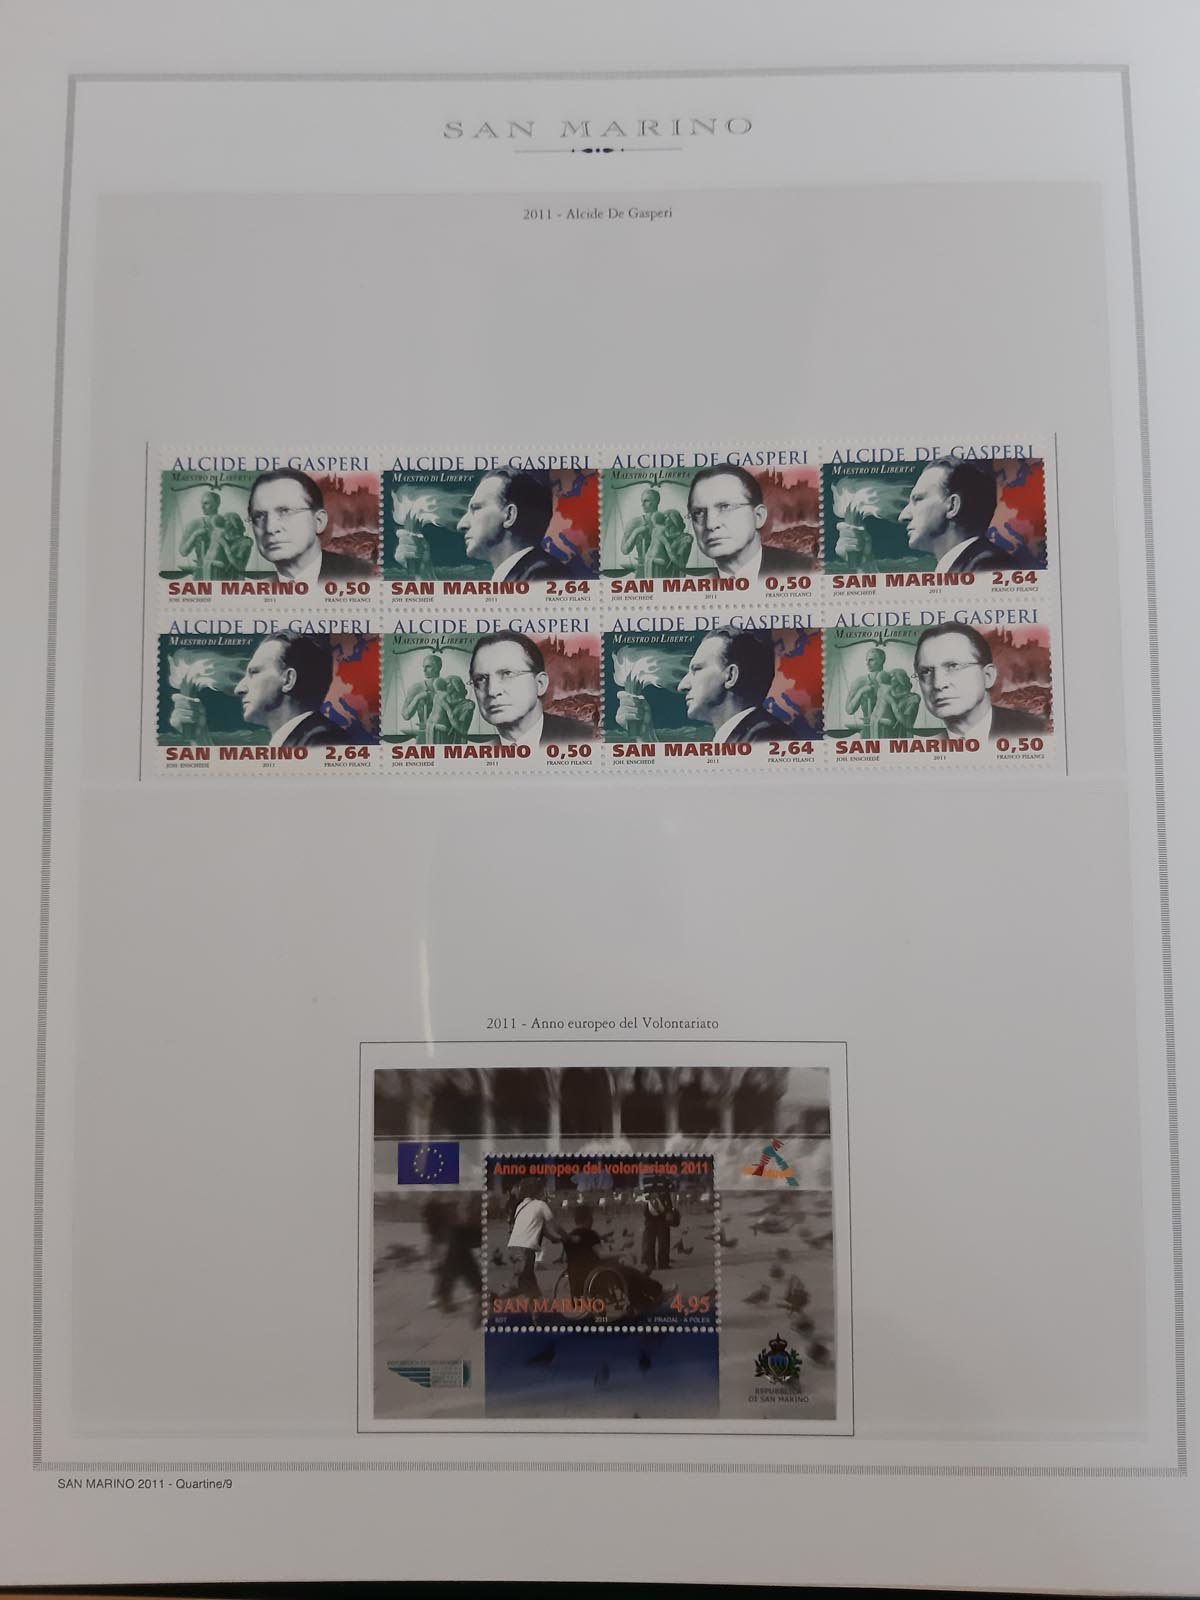 SAN MARINO
2011 - Alcide De Gasperi
ALCIDE DE GASPERI
MAESTRO DI LIBERTA'
SAN MARINO 0,50
JOH. ENSCHEDÉ 2011 FRANCO FILANCI
ALCIDE DE GASPERI
MAESTRO DI LIBERTA'
SAN MARINO 2,64
JOH. ENSCHEDÉ 2011 FRANCO FILANCI
ALCIDE DE GASPERI
MAESTRO DI LIBERTA'
SAN MARINO 0,50
JOH. ENSCHEDÉ 2011 FRANCO FILANCI
ALCIDE DE GASPERI
MAESTRO DI LIBERTA'
SAN MARINO 2,64
JOH. ENSCHEDÉ 2011 FRANCO FILANCI
ALCIDE DE GASPERI
MAESTRO DI LIBERTA'
SAN MARINO 2,64
JOH. ENSCHEDÉ 2011 FRANCO FILANCI
ALCIDE DE GASPERI
MAESTRO DI LIBERTA'
SAN MARINO 0,50
JOH. ENSCHEDÉ 2011 FRANCO FILANCI
ALCIDE DE GASPERI
MAESTRO DI LIBERTA'
SAN MARINO 2,64
JOH. ENSCHEDÉ 2011 FRANCO FILANCI
ALCIDE DE GASPERI
MAESTRO DI LIBERTA'
SAN MARINO 0,50
JOH. ENSCHEDÉ 2011 FRANCO FILANCI
2011 - Anno europeo del Volontariato
Anno europeo del volontariato 2011
SAN MARINO 4,95
BDT 2011 V. PRADAL - A POLES
REPUBBLICA DI SAN MARINO
REPUBBLICA
DI SAN MARINO
SAN MARINO 2011 - Quartine/9